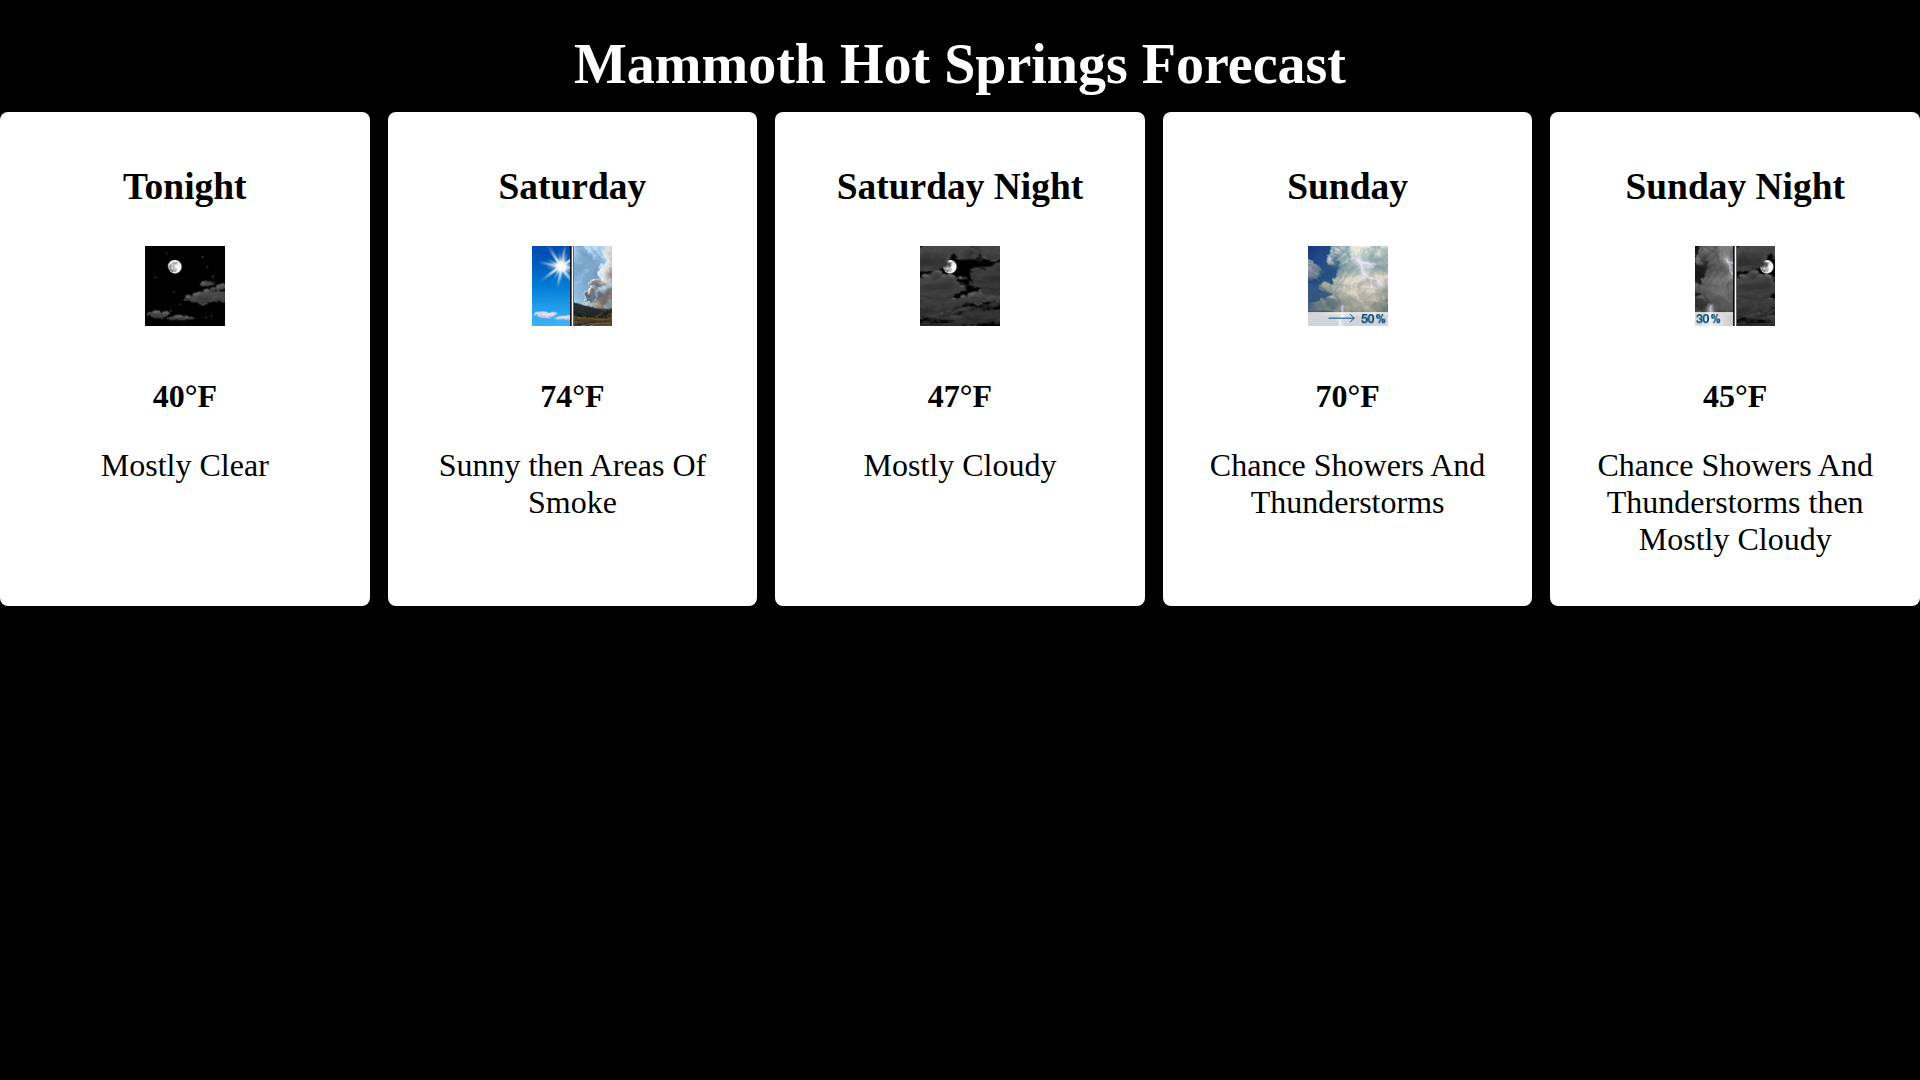 Mammoth Hot Springs Forecast
Tonight
40°F
Mostly Clear
Saturday
74°F
Sunny then Areas Of
Smoke
Saturday Night
47°F
Mostly Cloudy
Sunday
50%
70°F
Chance Showers And
Thunderstorms
Sunday Night
30%
45°F
Chance Showers And
Thunderstorms then
Mostly Cloudy